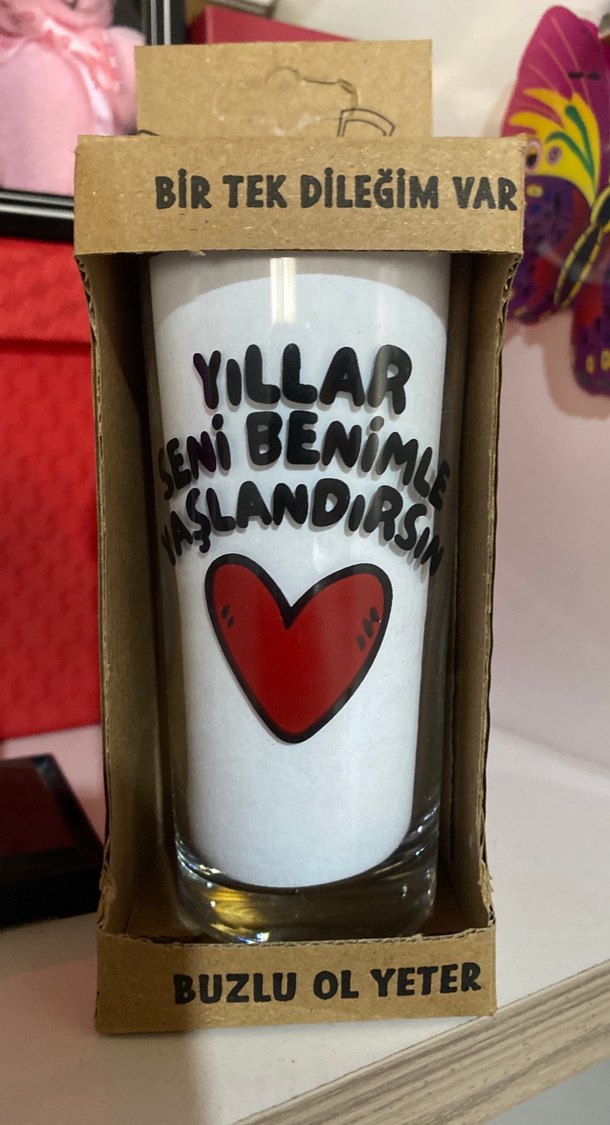 BİR TEK DİLEĞİM VAR
YILLAR
SENİ BENİMLE
YAŞLANDIRSIN
BUZLU OL YETER